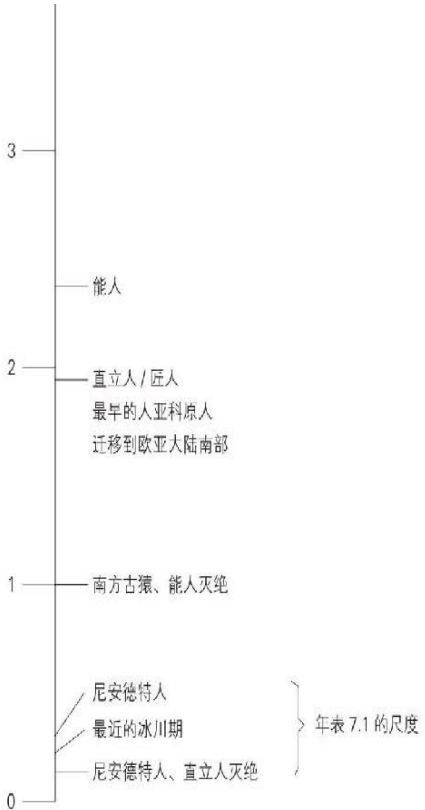 3
能人
2
直立人/匠人
最早的人亚科原人
迁移到欧亚大陆南部
1
南方古猿、能人灭绝
尼安德特人
最近的冰川期
年表 7.1 的尺度
尼安德特人、直立人灭绝
0